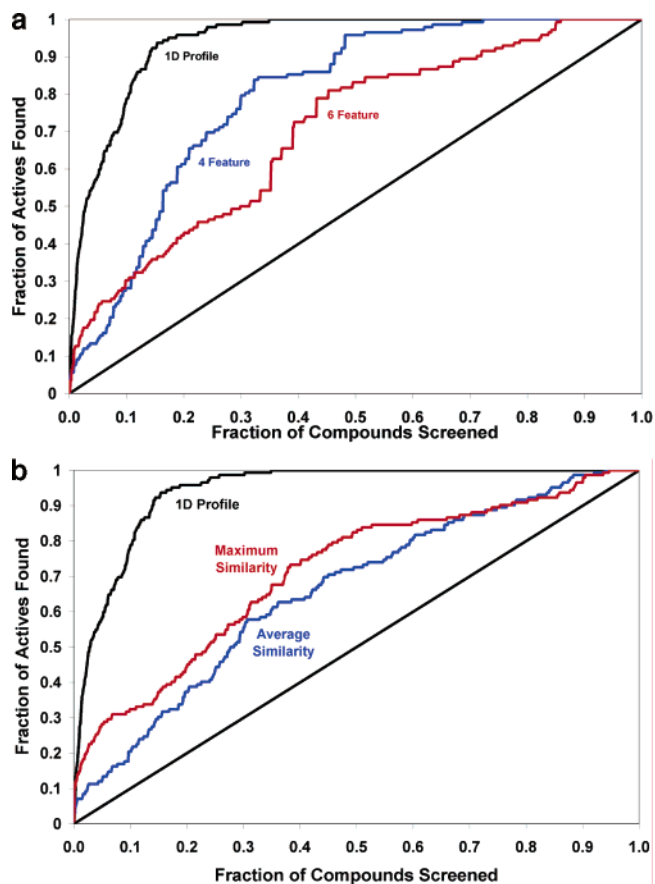 a
1
0.9
0.8
0.7
0.6
0.5
0.4
0.3
0.2
0.1
0
Fraction of Actives Found
1D Profile
4 Feature
6 Feature
0.0 0.1 0.2 0.3 0.4 0.5 0.6 0.7 0.8 0.9 1.0
Fraction of Compounds Screened
b
1
0.9
0.8
0.7
0.6
0.5
0.4
0.3
0.2
0.1
0
Fraction of Actives Found
1D Profile
Maximum
Similarity
Average
Similarity
0.0 0.1 0.2 0.3 0.4 0.5 0.6 0.7 0.8 0.9 1.0
Fraction of Compounds Screened